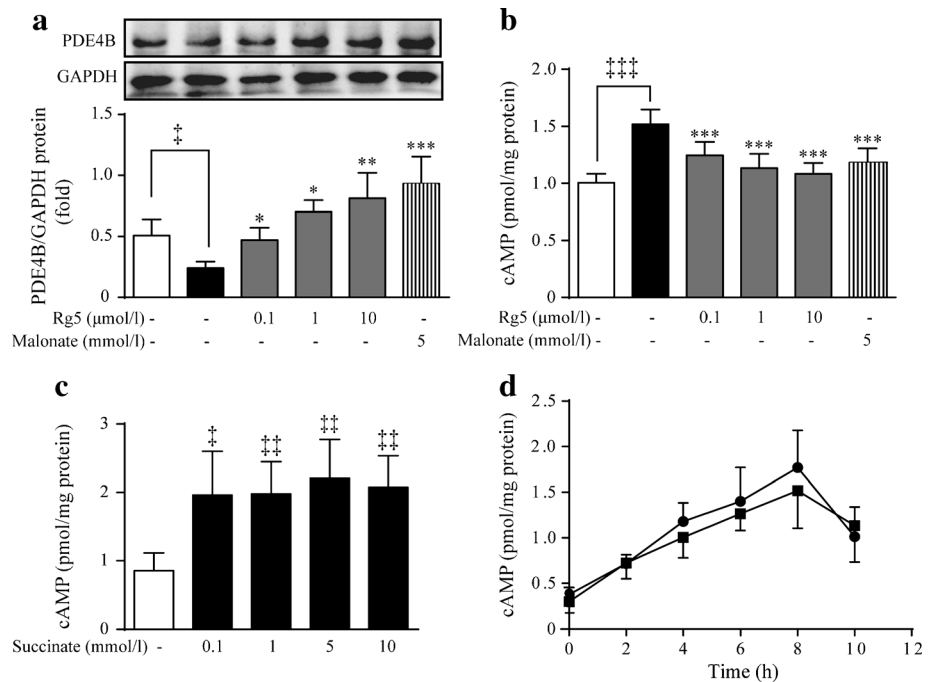 a
PDE4B
GAPDH
PDE4B/GAPDH protein
(fold)
1.5
1.0
0.5
0
‡
‡
*
*
**
***
Rg5 (μmol/l) - - 0.1 1 10 -
Malonate (mmol/l) - - - - - 5
b
cAMP (pmol/mg protein)
2.0
1.5
1.0
0.5
0
‡‡‡
‡‡‡
***
***
***
***
Rg5 (μmol/l) - - 0.1 1 10 -
Malonate (mmol/l) - - - - - 5
c
cAMP (pmol/mg protein)
3
2
1
0
‡
‡
‡‡
‡‡
‡‡
‡‡
‡‡
‡‡
Succinate (mmol/l) - 0.1 1 5 10
d
cAMP (pmol/mg protein)
2.5
2.0
1.5
1.0
0.5
0
0 2 4 6 8 10 12
Time (h)